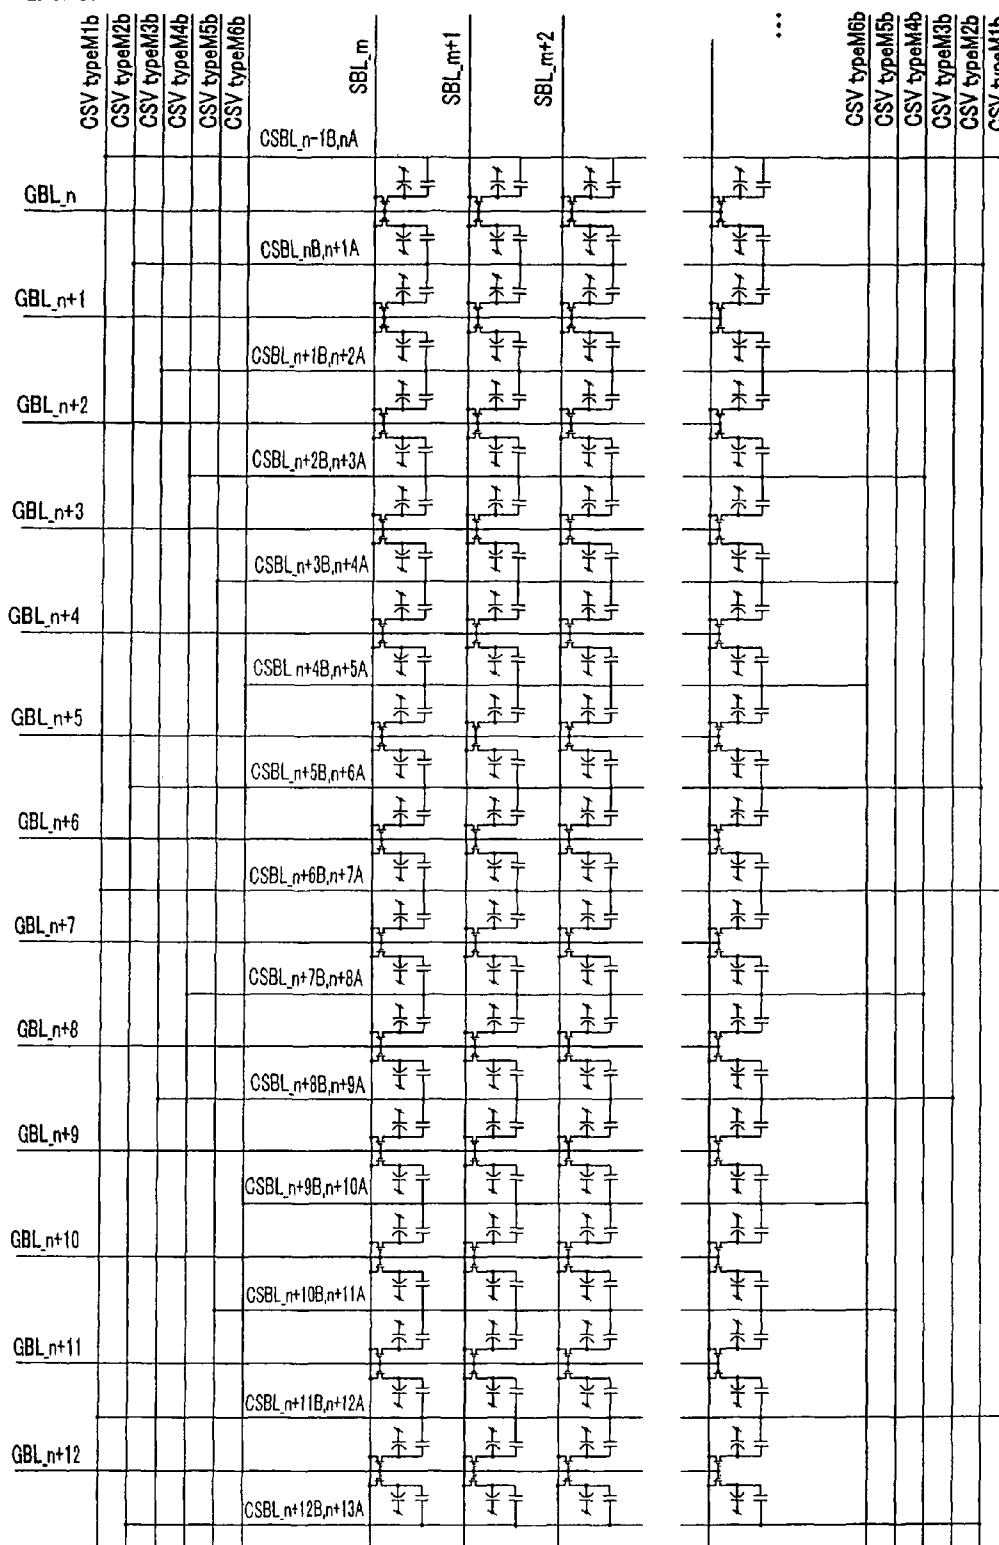 CSV typeM1b
CSV typeM2b
CSV typeM3b
CSV typeM4b
CSV typeM5b
CSV typeM6b
SBL_m
SBL_m+1
SBL_m+2
...
CSV typeM6b
CSV typeM5b
CSV typeM4b
CSV typeM3b
CSV typeM2b
CSV typeM1b
CSBL_n-1B,nA
GBL_n
CSBL_nB,n+1A
GBL_n+1
CSBL_n+1B,n+2A
GBL_n+2
CSBL_n+2B,n+3A
GBL_n+3
CSBL_n+3B,n+4A
GBL_n+4
CSBL n+4B,n+5A
GBL_n+5
CSBL_n+5B,n+6A
GBL_n+6
CSBL_n+6B,n+7A
GBL_n+7
CSBL_n+7B,n+8A
GBL_n+8
CSBL_n+8B,n+9A
GBL_n+9
CSBL_n+9B,n+10A
GBL_n+10
CSBL_n+10B,n+11A
GBL_n+11
CSBL_n+11B,n+12A
GBL_n+12
CSBL_n+12B,n+13A